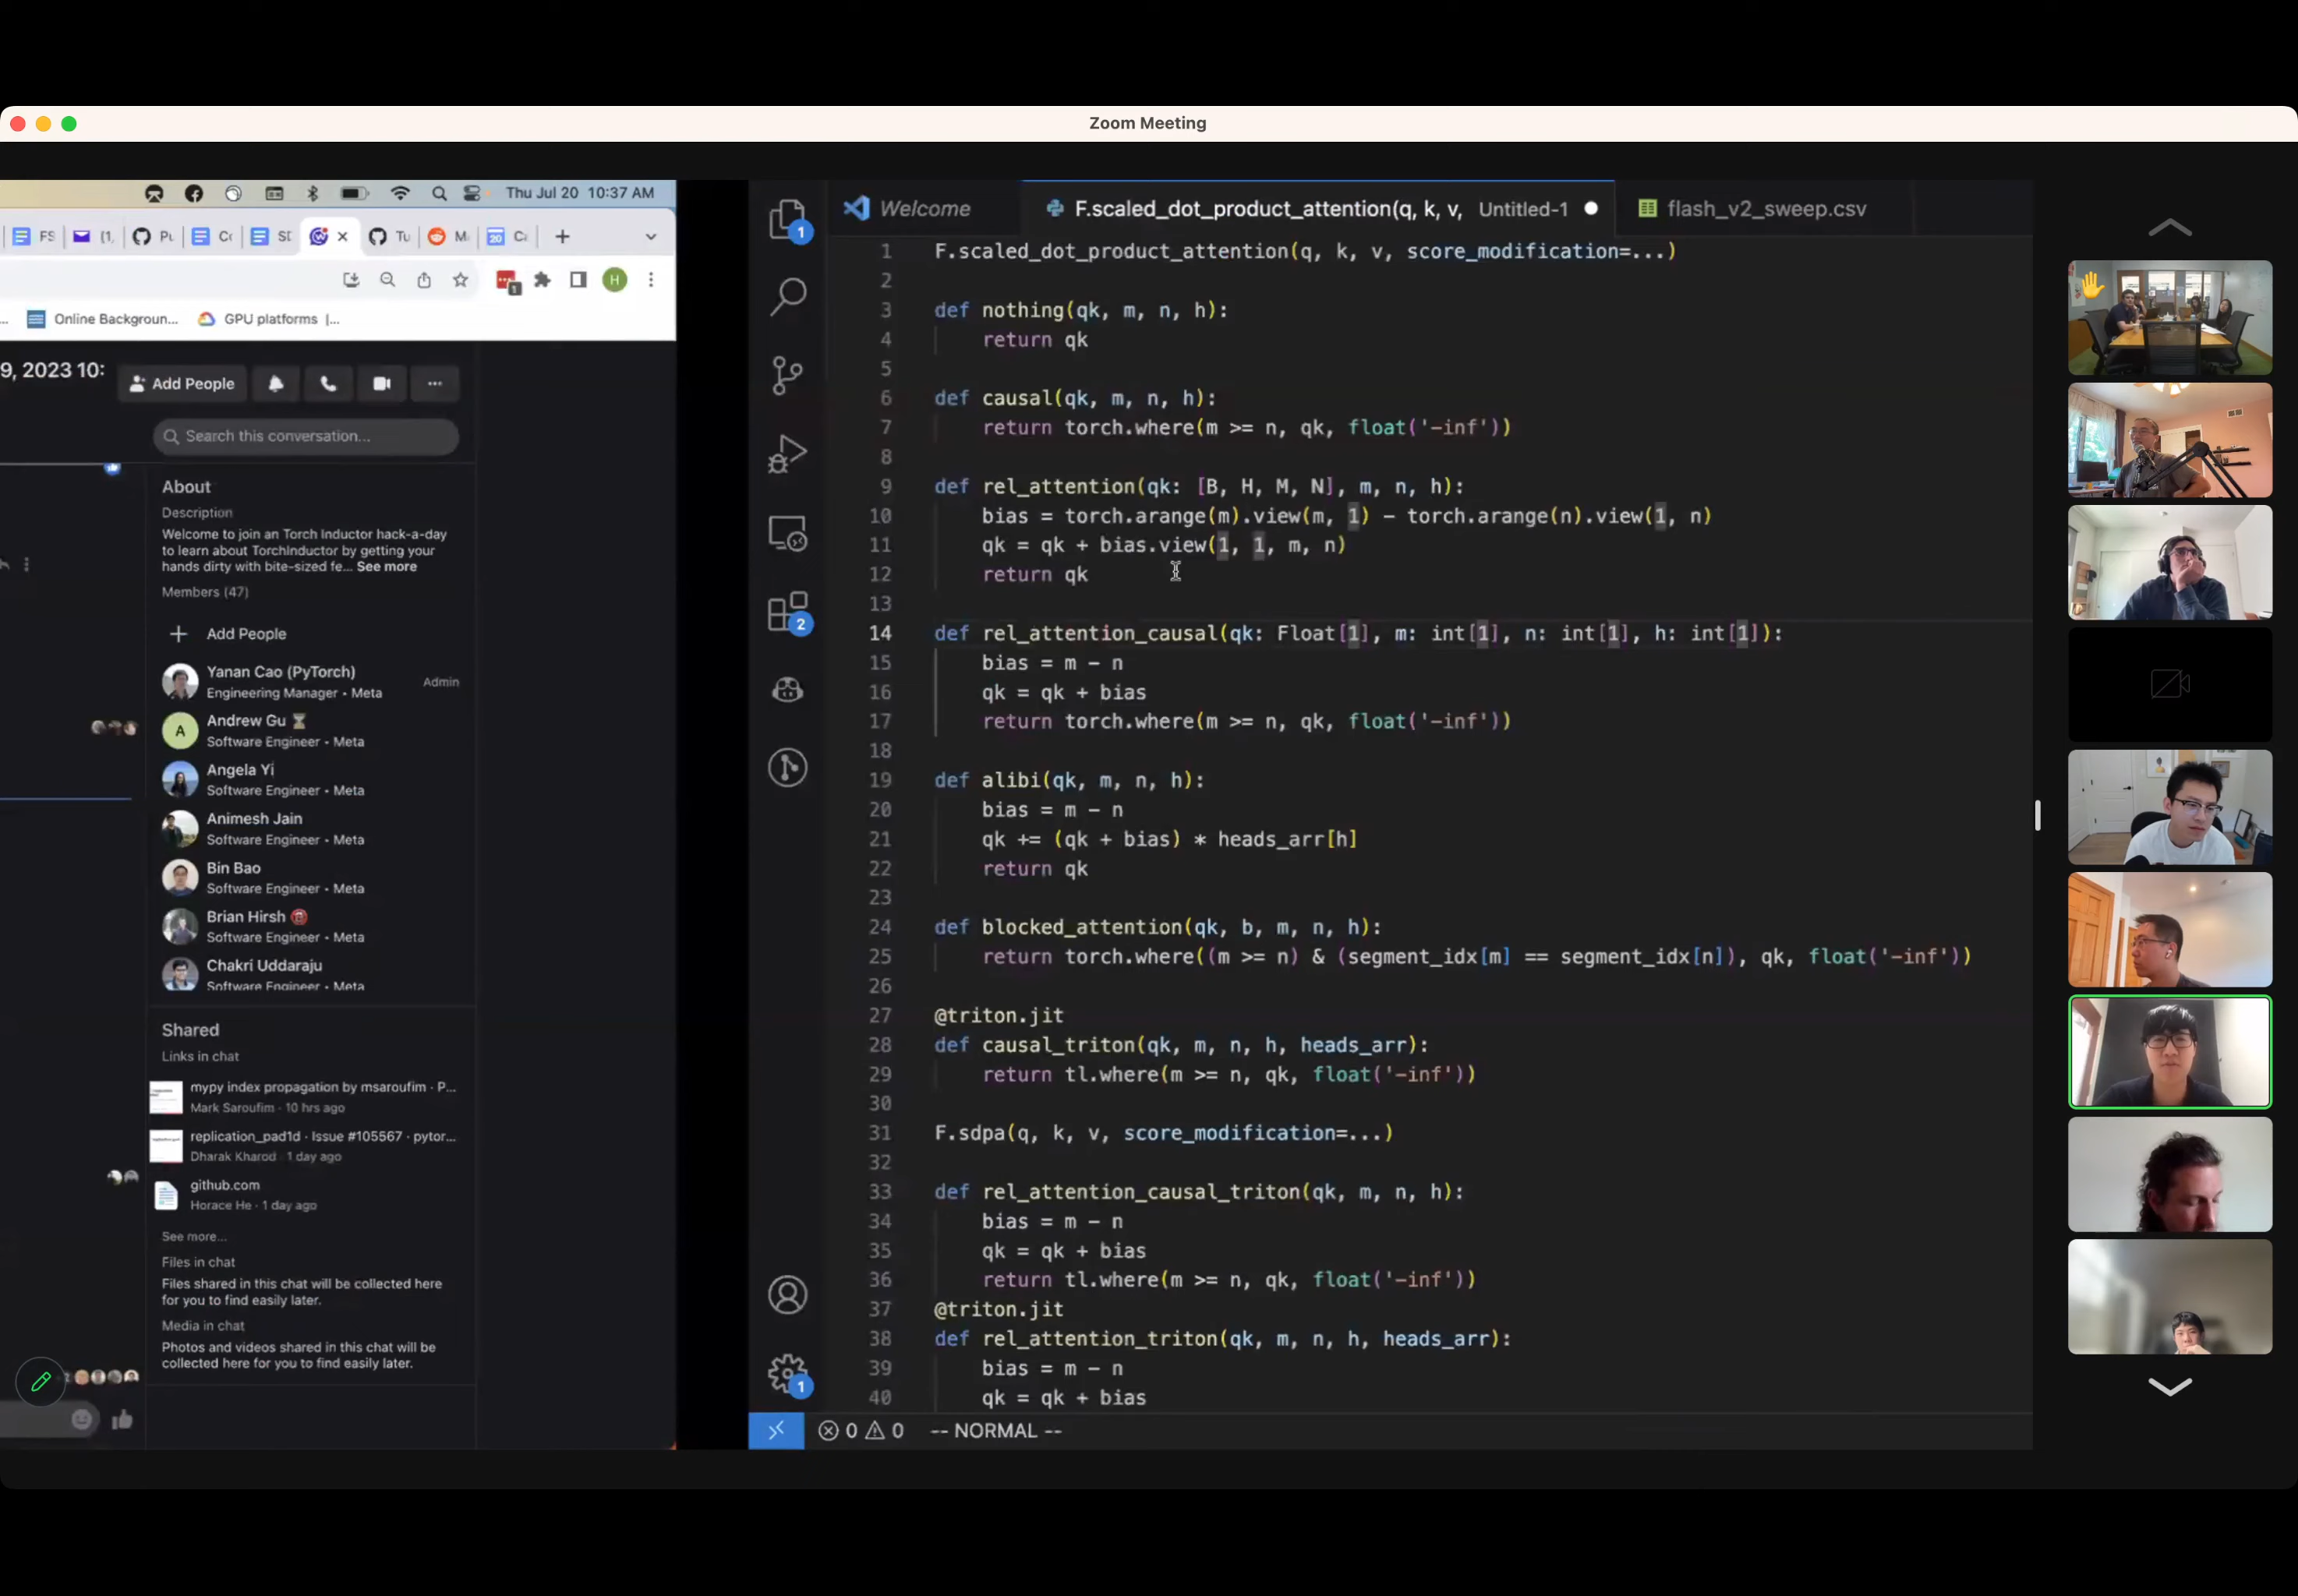 Zoom Meeting
Thu Jul 20 10:37 AM
Online Backgroun...
GPU platforms |...
9, 2023 10:
Add People
Search this conversation...
About
Description
Welcome to join an Torch Inductor hack-a-day
to learn about TorchInductor by getting your
hands dirty with bite-sized fe... See more
Members (47)
Add People
Yanan Cao (PyTorch)
Engineering Manager • Meta
Admin
Andrew Gu
Software Engineer • Meta
Angela Yi
Software Engineer • Meta
Animesh Jain
Software Engineer • Meta
Bin Bao
Software Engineer • Meta
Brian Hirsh
Software Engineer • Meta
Chakri Uddaraju
Software Engineer • Meta
Shared
Links in chat
mypy index propagation by msaroufim · P...
Mark Saroufim · 10 hrs ago
replication_pad1d · Issue #105567 · pytor...
Dharak Kharod · 1 day ago
github.com
Horace He · 1 day ago
See more...
Files in chat
Files shared in this chat will be collected here
for you to find easily later.
Media in chat
Photos and videos shared in this chat will be
collected here for you to find easily later.
Welcome
F.scaled_dot_product_attention(q, k, v, Untitled-1
flash_v2_sweep.csv
1 F.scaled_dot_product_attention(q, k, v, score_modification=...)
2
3 def nothing(qk, m, n, h):
4 return qk
5
6 def causal(qk, m, n, h):
7 return torch.where(m >= n, qk, float('-inf'))
8
9 def rel_attention(qk: [B, H, M, N], m, n, h):
10 bias = torch.arange(m).view(m, 1) - torch.arange(n).view(1, n)
11 qk = qk + bias.view(1, 1, m, n)
12 return qk
13
14 def rel_attention_causal(qk: Float[1], m: int[1], n: int[1], h: int[1]):
15 bias = m - n
16 qk = qk + bias
17 return torch.where(m >= n, qk, float('-inf'))
18
19 def alibi(qk, m, n, h):
20 bias = m - n
21 qk += (qk + bias) * heads_arr[h]
22 return qk
23
24 def blocked_attention(qk, b, m, n, h):
25 return torch.where((m >= n) & (segment_idx[m] == segment_idx[n]), qk, float('-inf'))
26
27 @triton.jit
28 def causal_triton(qk, m, n, h, heads_arr):
29 return tl.where(m >= n, qk, float('-inf'))
30
31 F.sdpa(q, k, v, score_modification=...)
32
33 def rel_attention_causal_triton(qk, m, n, h):
34 bias = m - n
35 qk = qk + bias
36 return tl.where(m >= n, qk, float('-inf'))
37 @triton.jit
38 def rel_attention_triton(qk, m, n, h, heads_arr):
39 bias = m - n
40 qk = qk + bias
0 0 -- NORMAL --